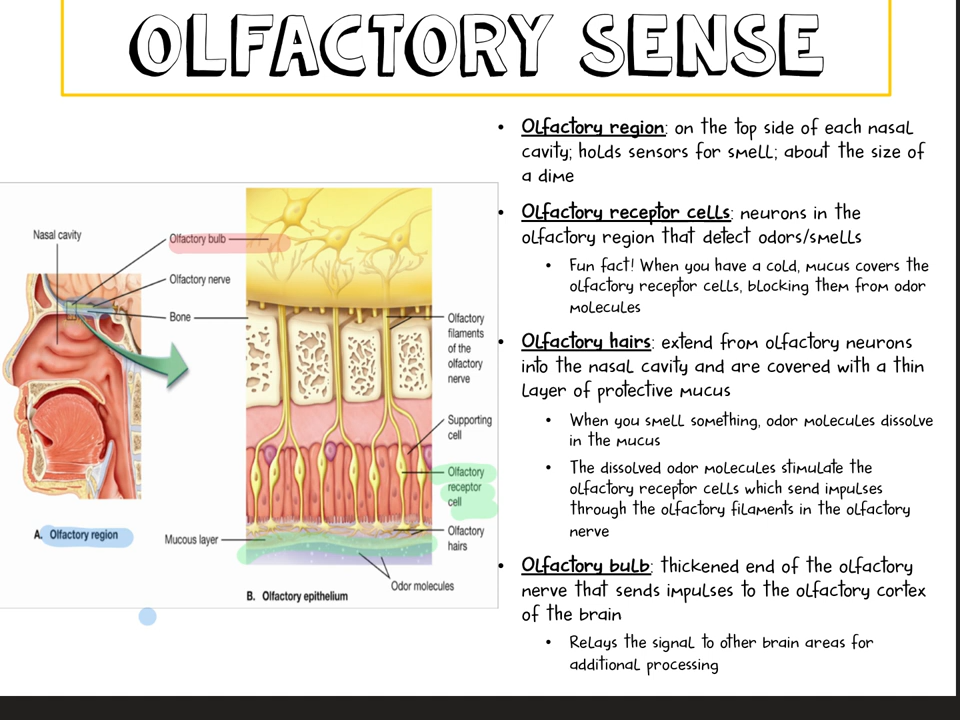 OLFACTORY SENSE
Nasal cavity
Olfactory bulb
Olfactory nerve
Bone
Olfactory
filaments
of the
olfactory
nerve
Supporting
cell
Olfactory
receptor
cell
Olfactory
hairs
Mucous layer
Odor molecules
A. Olfactory region
B. Olfactory epithelium
• Olfactory region: on the top side of each nasal
cavity; holds sensors for smell; about the size of
a dime
• Olfactory receptor cells: neurons in the
olfactory region that detect odors/smells
• Fun fact! When you have a cold, mucus covers the
olfactory receptor cells, blocking them from odor
molecules
• Olfactory hairs: extend from olfactory neurons
into the nasal cavity and are covered with a thin
layer of protective mucus
• When you smell something, odor molecules dissolve
in the mucus
• The dissolved odor molecules stimulate the
olfactory receptor cells which send impulses
through the olfactory filaments in the olfactory
nerve
• Olfactory bulb: thickened end of the olfactory
nerve that sends impulses to the olfactory cortex
of the brain
• Relays the signal to other brain areas for
additional processing